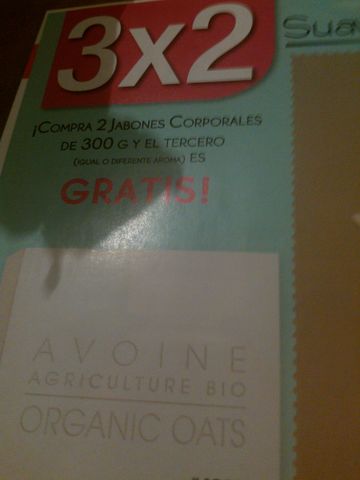 3x2
Sua
¡COMPRA 2 JABONES CORPORALES
DE 300 G Y EL TERCERO
(IGUAL O DIFERENTE AROMA) ES
GRATIS!
AVOINE
AGRICULTURE BIO
ORGANIC OATS